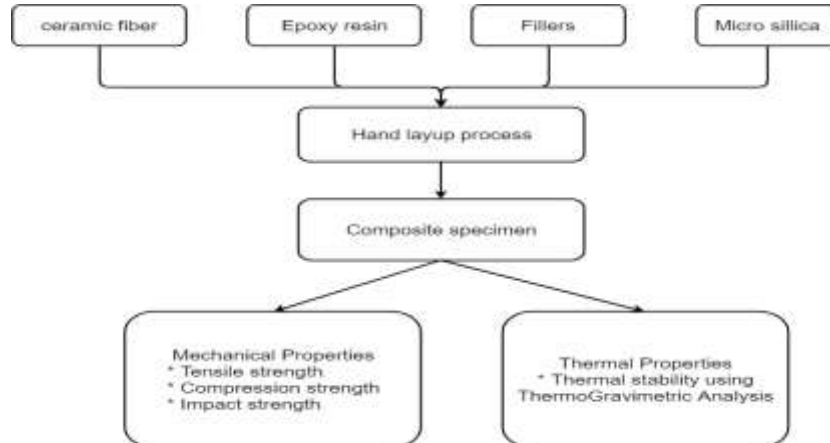 ceramic fiber
Epoxy resin
Fillers
Micro sillica
Hand layup process
Composite specimen
Mechanical Properties
* Tensile strength
* Compression strength
* Impact strength
Thermal Properties
* Thermal stability using
ThermoGravimetric Analysis